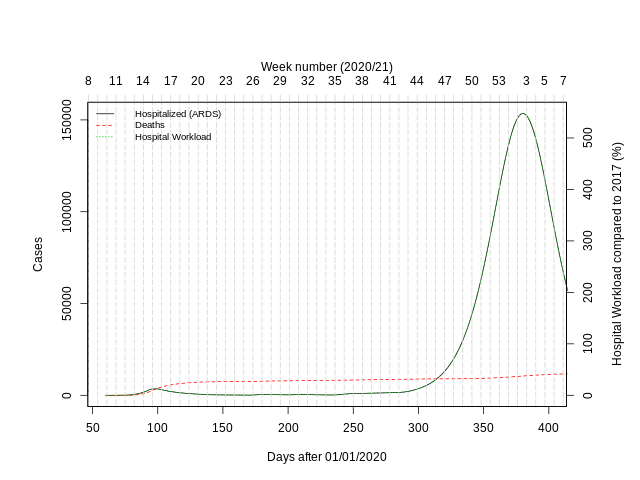 Week number (2020/21)
8 11 14 17 20 23 26 29 32 35 38 41 44 47 50 53 3 5 7
Hospitalized (ARDS)
Deaths
Hospital Workload
Cases
0 50000 100000 150000
Hospital Workload compared to 2017 (%)
0 100 200 300 400 500
50 100 150 200 250 300 350 400
Days after 01/01/2020